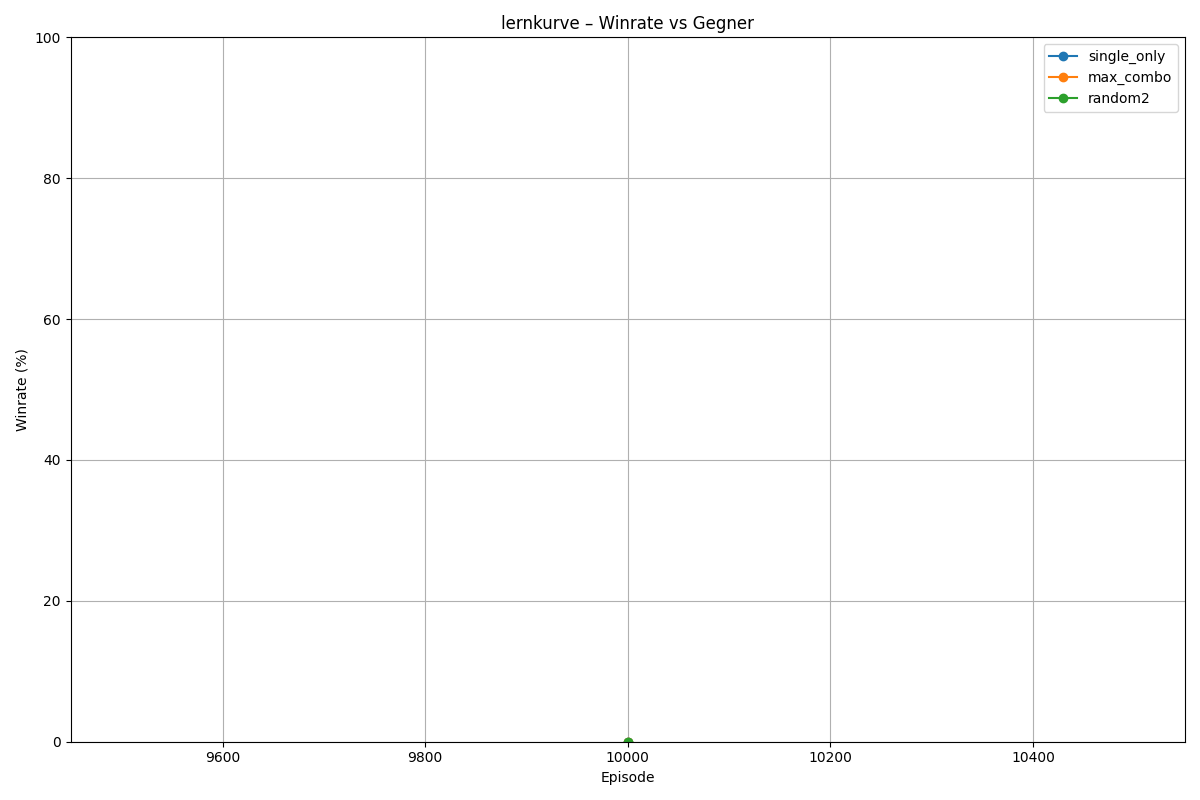 lernkurve – Winrate vs Gegner
100
80
60
40
20
0
Winrate (%)
single_only
max_combo
random2
9600
9800
10000
10200
10400
Episode